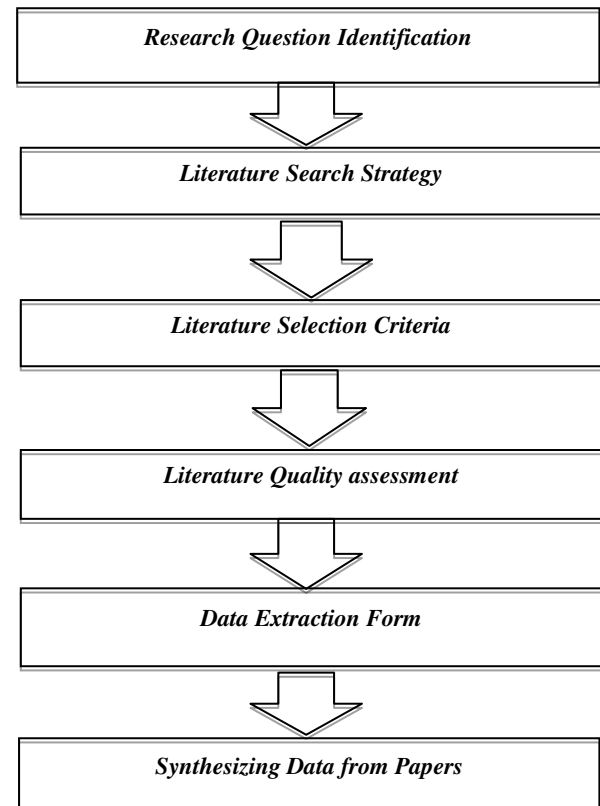 Research Question Identification
Literature Search Strategy
Literature Selection Criteria
Literature Quality assessment
Data Extraction Form
Synthesizing Data from Papers